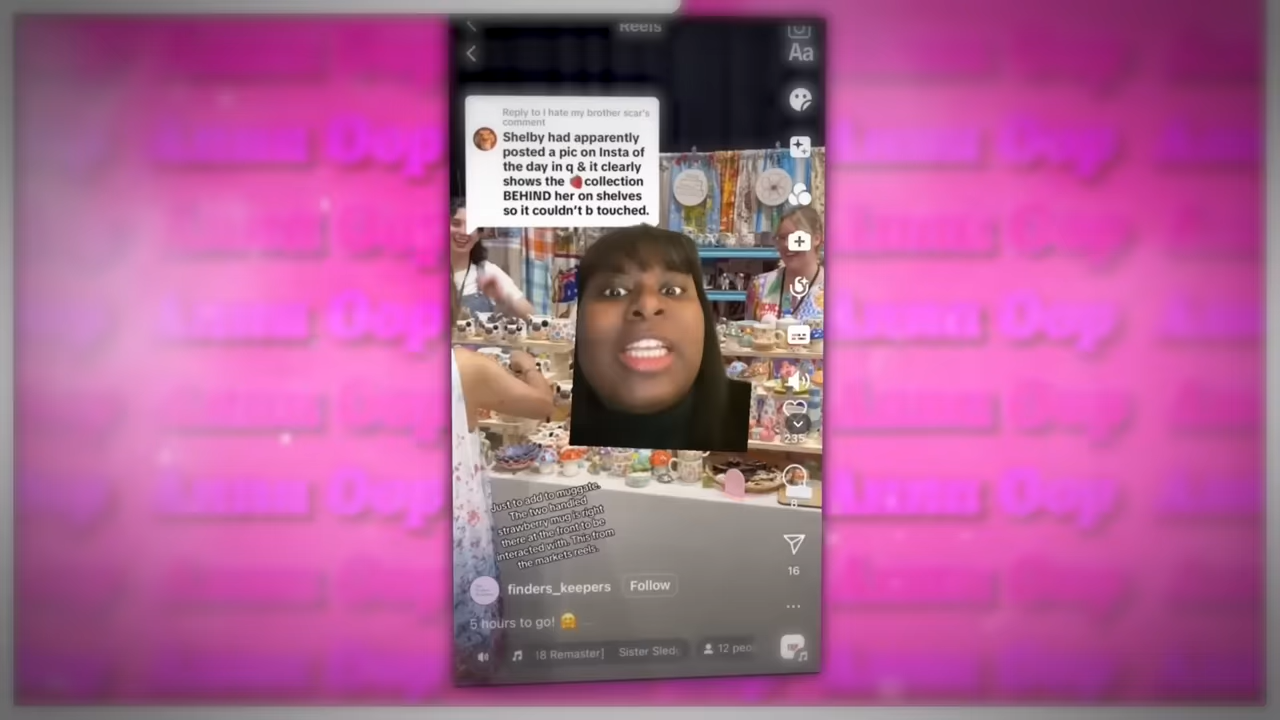 Reels
Aa
Reply to I hate my brother scar's
comment
Shelby had apparently
posted a pic on Insta of
the day in q & it clearly
shows the 🍓collection
BEHIND her on shelves
so it couldn't b touched.
235
Just to add to muggate.
The two handled
strawberry mug is right
there at the front to be
interacted with. This from
the markets reels.
8
16
finders_keepers
Follow
5 hours to go! 🤗
18 Remaster] Sister Sled
12 peo